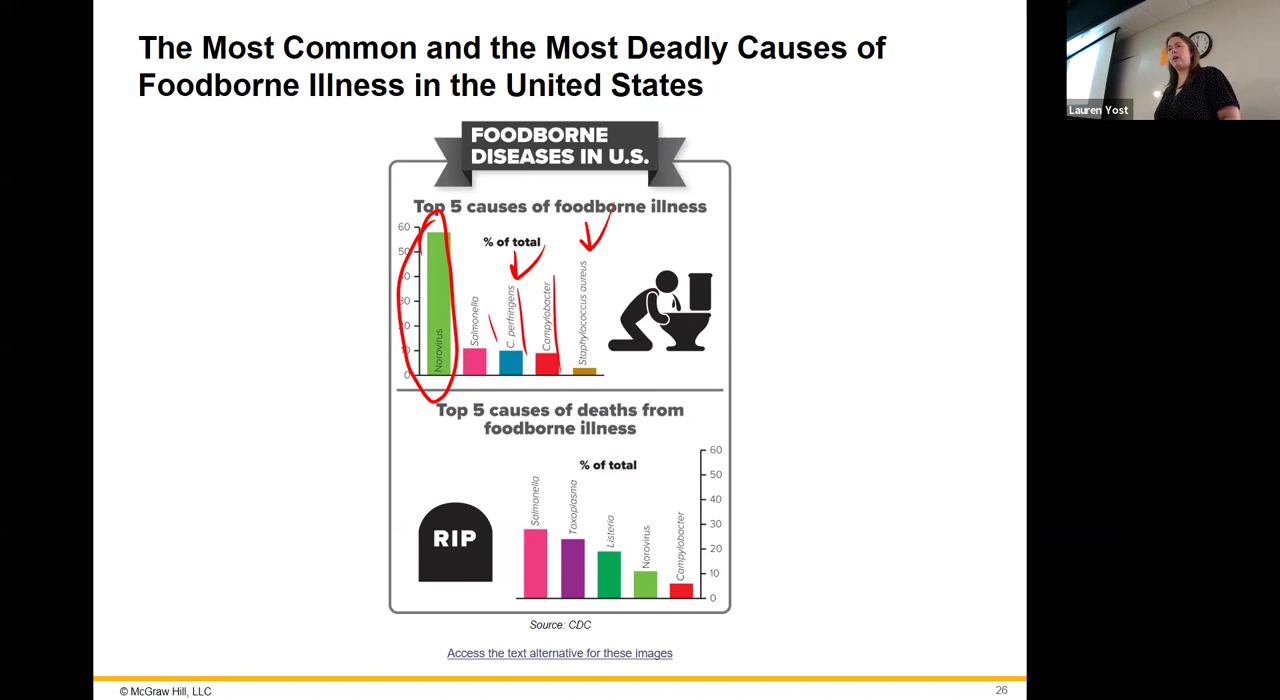 The Most Common and the Most Deadly Causes of
Foodborne Illness in the United States
Lauren Yost
FOODBORNE
DISEASES IN U.S.
Top 5 causes of foodborne illness
% of total
60
50
40
30
20
10
0
Norovirus
Salmonella
C. perfringens
Campylobacter
Staphylococcus aureus
Top 5 causes of deaths from
foodborne illness
% of total
RIP
Salmonella
Toxoplasma
Listeria
Norovirus
Campylobacter
60
50
40
30
20
10
0
Source: CDC
Access the text alternative for these images
© McGraw Hill, LLC
26